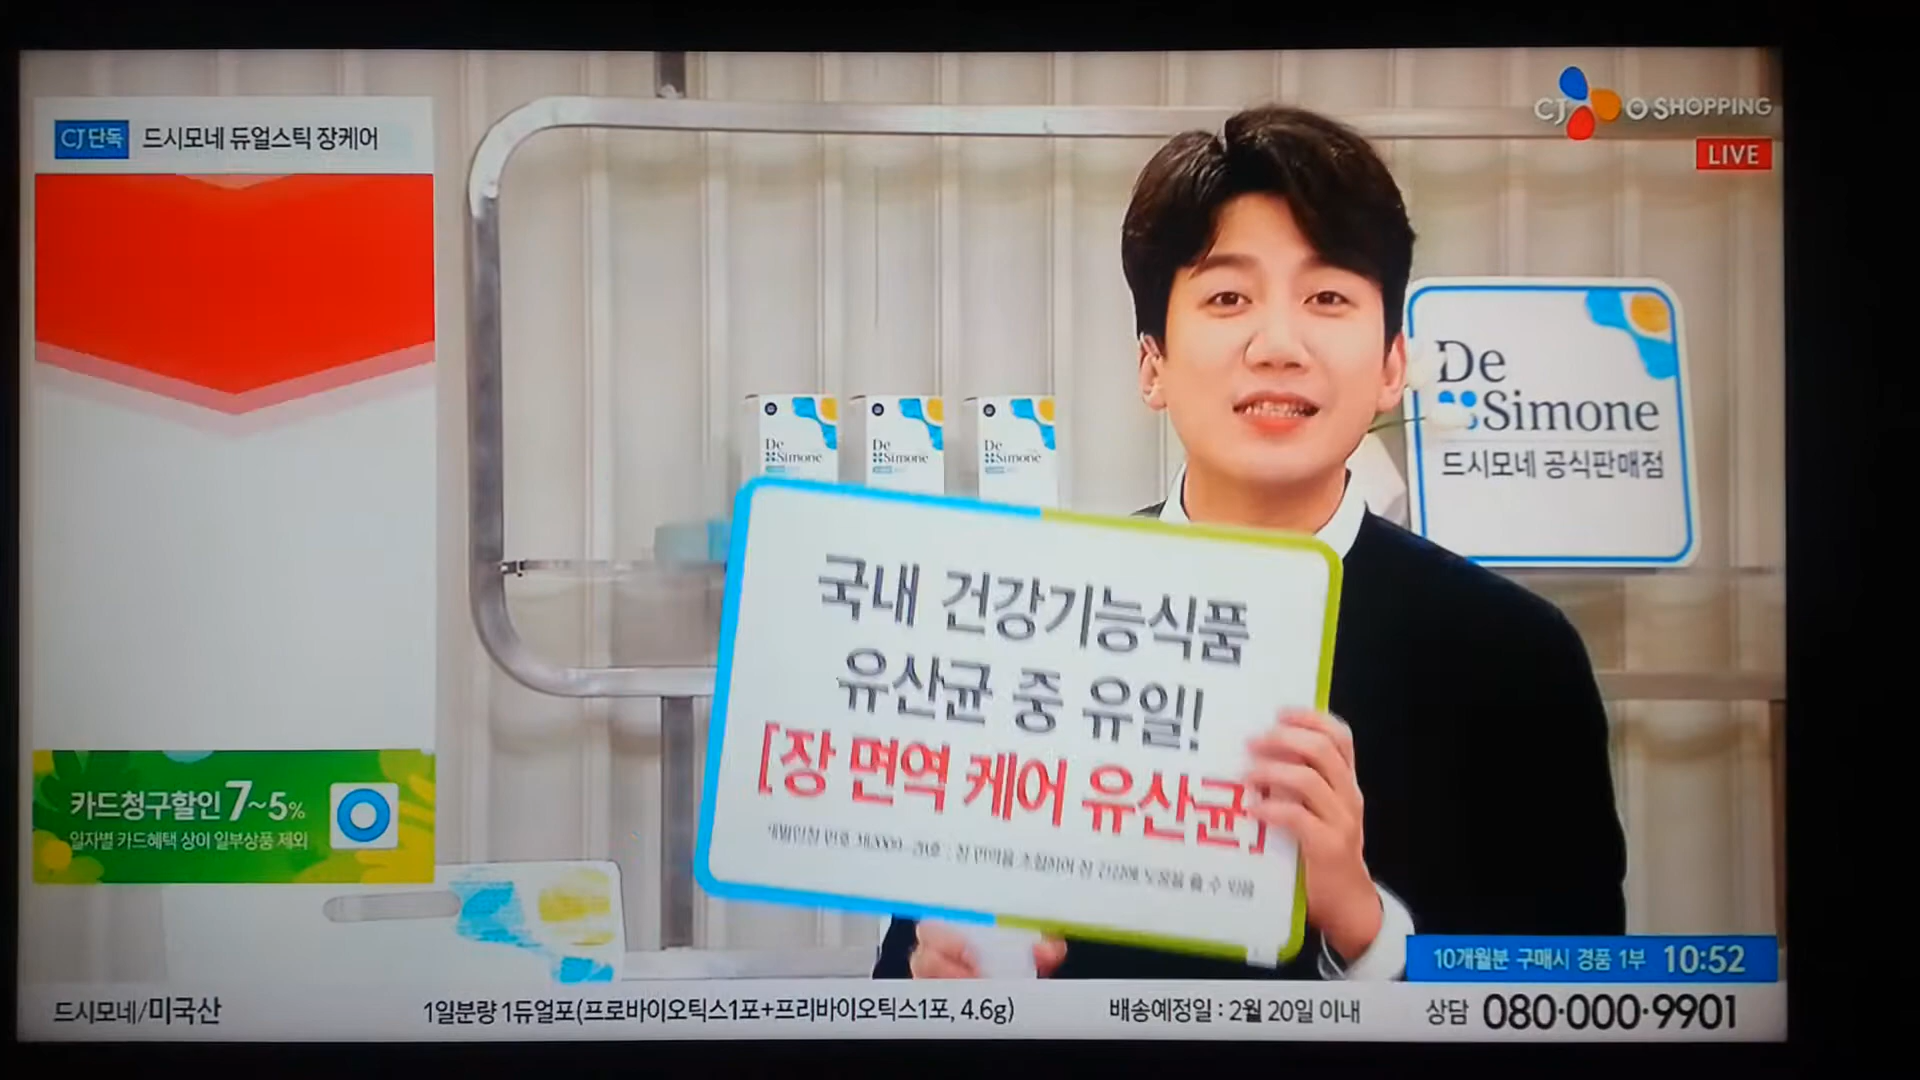 CJ단독 드시모네 듀얼스틱 장케어
CJ O SHOPPING
LIVE
De Simone
De Simone
De Simone
De
Simone
드시모네 공식판매점
국내 건강기능식품
유산균 중 유일!
[장 면역 케어 유산균]
카드청구할인 7~5%
일자별 카드혜택 상이 일부상품 제외
10개월분 구매시 경품 1부 10:52
드시모네/미국산 1일분량 1듀얼포(프로바이오틱스1포+프리바이오틱스1포, 4.6g) 배송예정일 : 2월 20일 이내 상담 080·000·9901